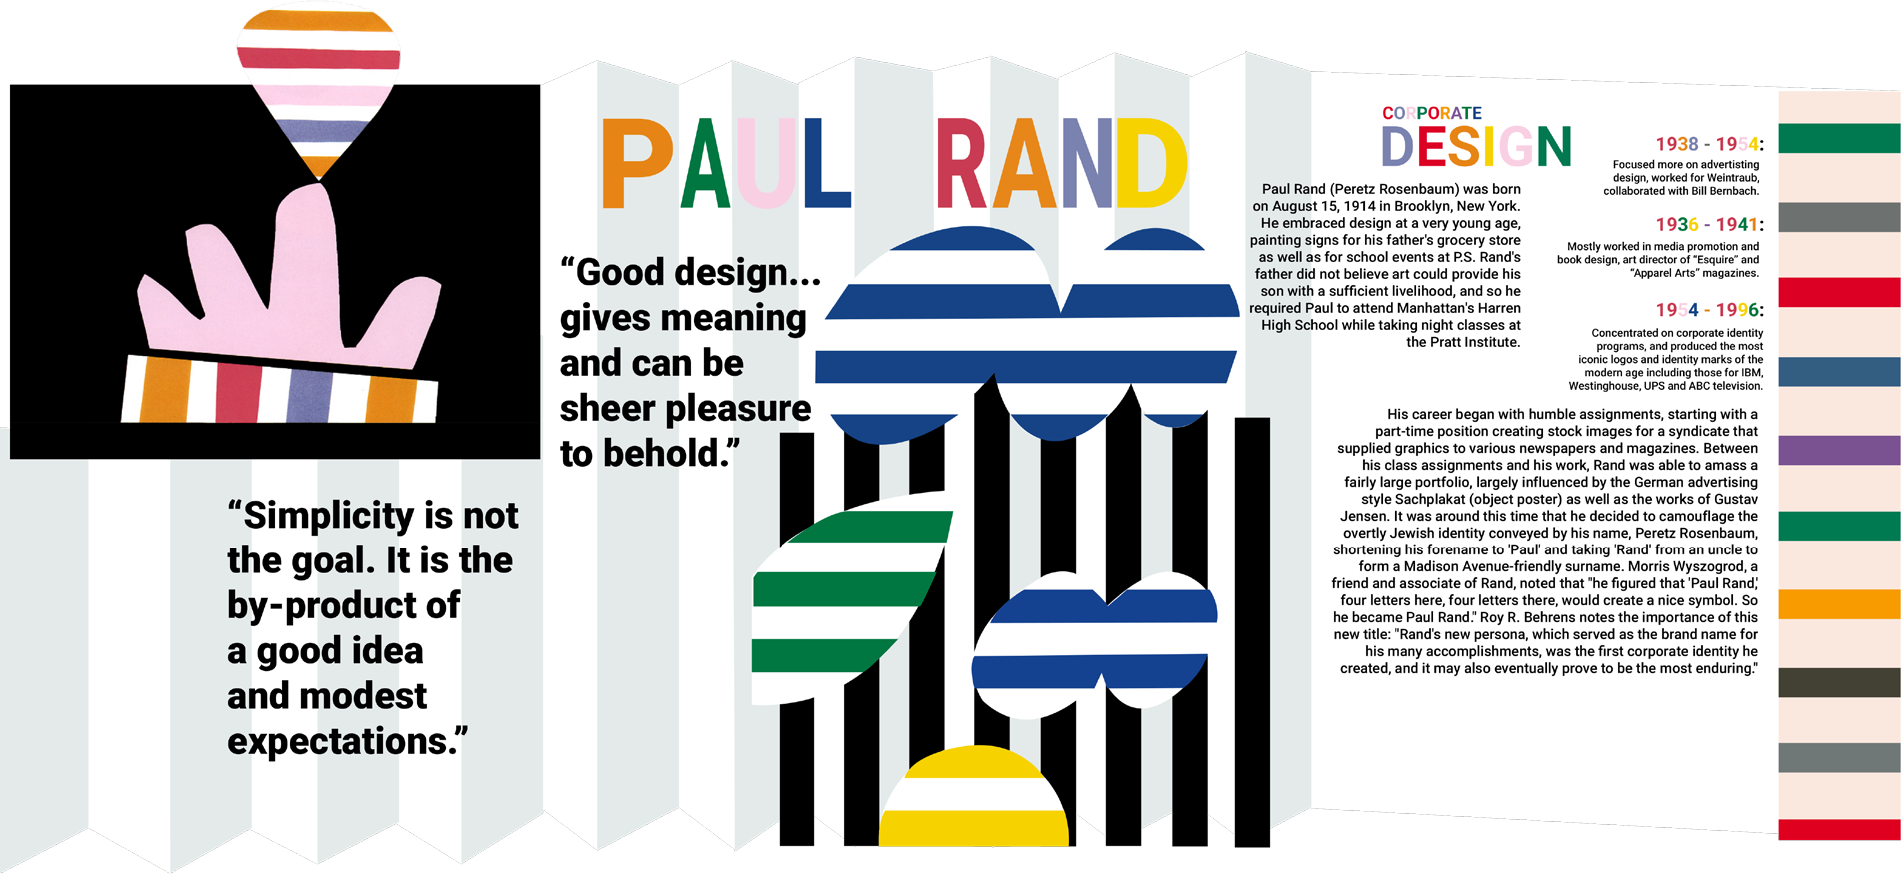 “Simplicity is not
the goal. It is the
by-product of
a good idea
and modest
expectations.”
PAUL RAND
“Good design...
gives meaning
and can be
sheer pleasure
to behold.”
CORPORATE
DESIGN
Paul Rand (Peretz Rosenbaum) was born
on August 15, 1914 in Brooklyn, New York.
He embraced design at a very young age,
painting signs for his father's grocery store
as well as for school events at P.S. Rand's
father did not believe art could provide his
son with a sufficient livelihood, and so he
required Paul to attend Manhattan's Harren
High School while taking night classes at
the Pratt Institute.
1938 - 1954:
Focused more on advertisting
design, worked for Weintraub,
collaborated with Bill Bernbach.
1936 - 1941:
Mostly worked in media promotion and
book design, art director of “Esquire” and
“Apparel Arts” magazines.
1954 - 1996:
Concentrated on corporate identity
programs, and produced the most
iconic logos and identity marks of the
modern age including those for IBM,
Westinghouse, UPS and ABC television.
His career began with humble assignments, starting with a
part-time position creating stock images for a syndicate that
supplied graphics to various newspapers and magazines. Between
his class assignments and his work, Rand was able to amass a
fairly large portfolio, largely influenced by the German advertising
style Sachplakat (object poster) as well as the works of Gustav
Jensen. It was around this time that he decided to camouflage the
overtly Jewish identity conveyed by his name, Peretz Rosenbaum,
shortening his forename to 'Paul' and taking 'Rand' from an uncle to
form a Madison Avenue-friendly surname. Morris Wyszogrod, a
friend and associate of Rand, noted that "he figured that 'Paul Rand,'
four letters here, four letters there, would create a nice symbol. So
he became Paul Rand." Roy R. Behrens notes the importance of this
new title: "Rand's new persona, which served as the brand name for
his many accomplishments, was the first corporate identity he
created, and it may also eventually prove to be the most enduring."